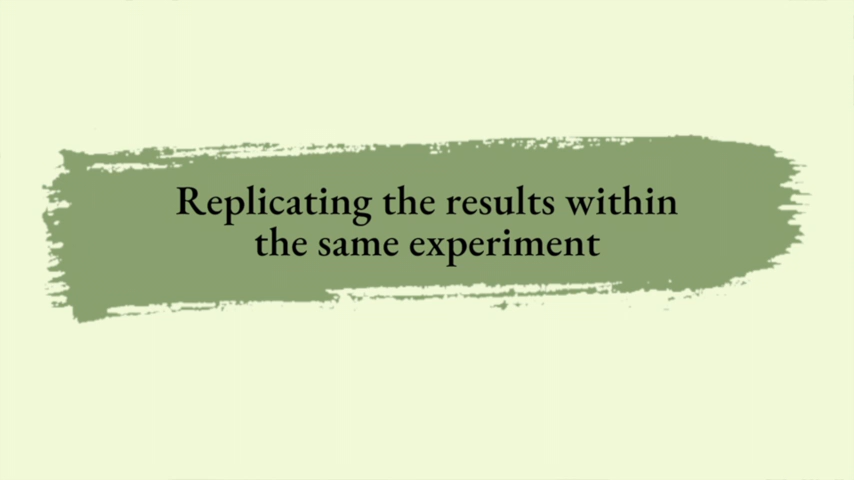 Replicating the results within
the same experiment